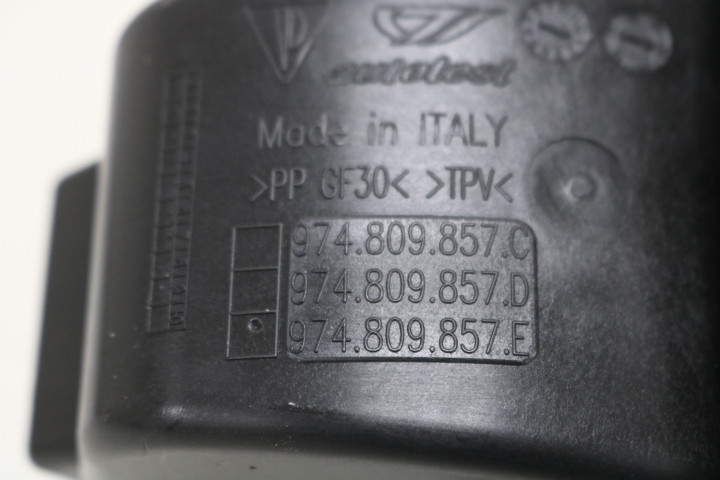 autotest
Made in ITALY
>PP GF30< >TPV<
974.809.857.C
974.809.857.D
974.809.857.E